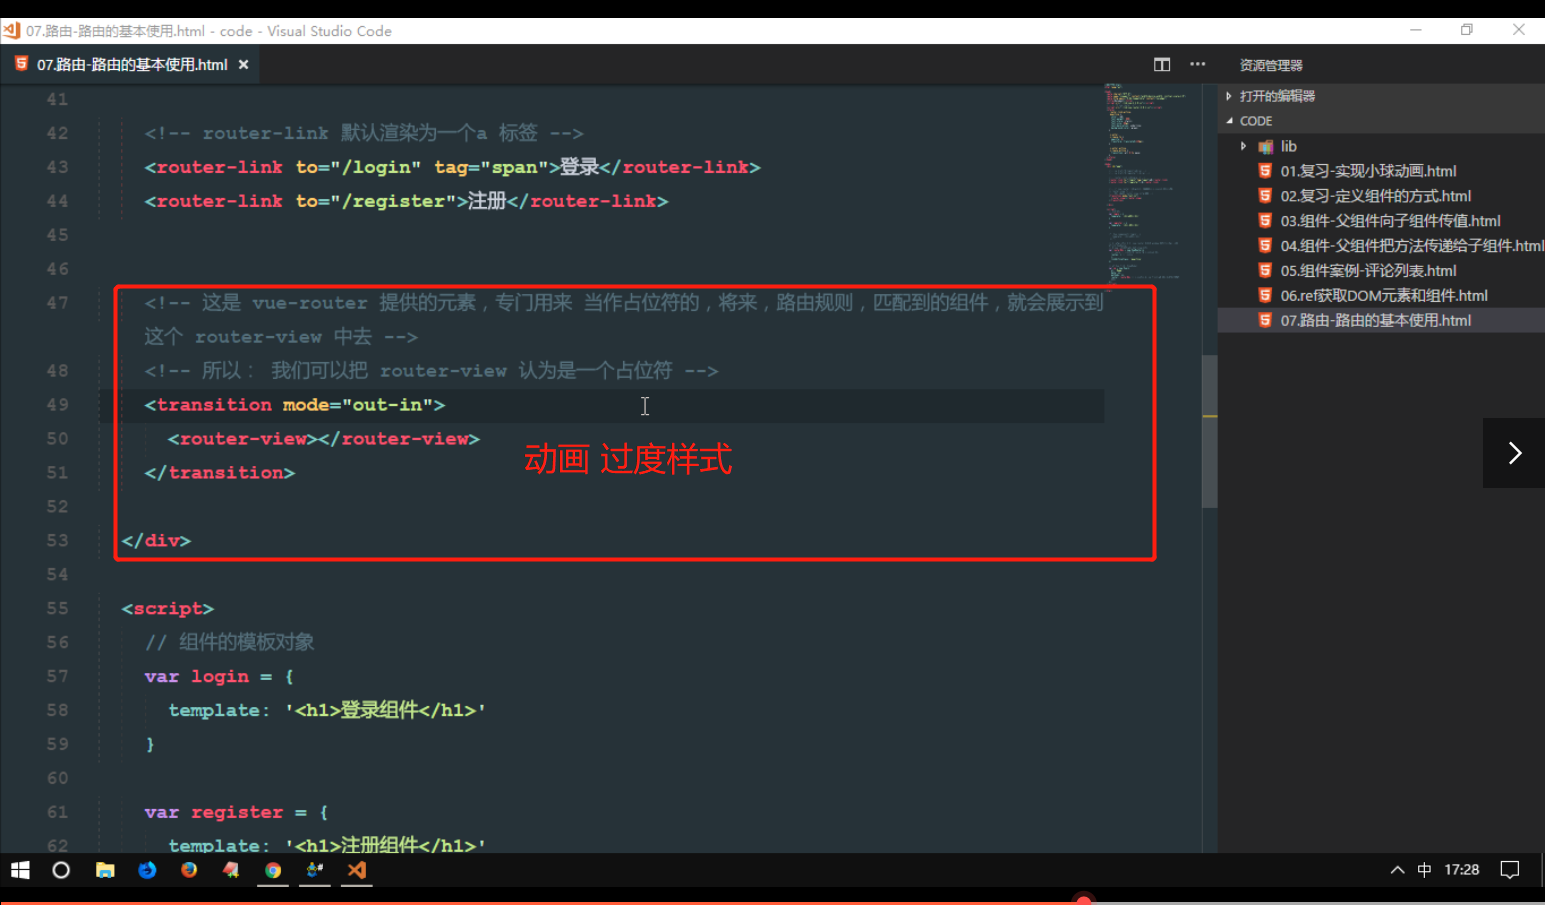 07.路由-路由的基本使用.html - code - Visual Studio Code
07.路由-路由的基本使用.html ×
41
42 <!-- router-link 默认渲染为一个a 标签 -->
43 <router-link to="/login" tag="span">登录</router-link>
44 <router-link to="/register">注册</router-link>
45
46
47 <!-- 这是 vue-router 提供的元素，专门用来 当作占位符的，将来，路由规则，匹配到的组件，就会展示到
这个 router-view 中去 -->
48 <!-- 所以： 我们可以把 router-view 认为是一个占位符 -->
49 <transition mode="out-in">
50 <router-view></router-view>
动画 过度样式
51 </transition>
52
53 </div>
54
55 <script>
56 // 组件的模板对象
57 var login = {
58 template: '<h1>登录组件</h1>'
59 }
60
61 var register = {
62 template: '<h1>注册组件</h1>'
资源管理器
打开的编辑器
CODE
lib
01.复习-实现小球动画.html
02.复习-定义组件的方式.html
03.组件-父组件向子组件传值.html
04.组件-父组件把方法传递给子组件.html
05.组件案例-评论列表.html
06.ref获取DOM元素和组件.html
07.路由-路由的基本使用.html
中 17:28